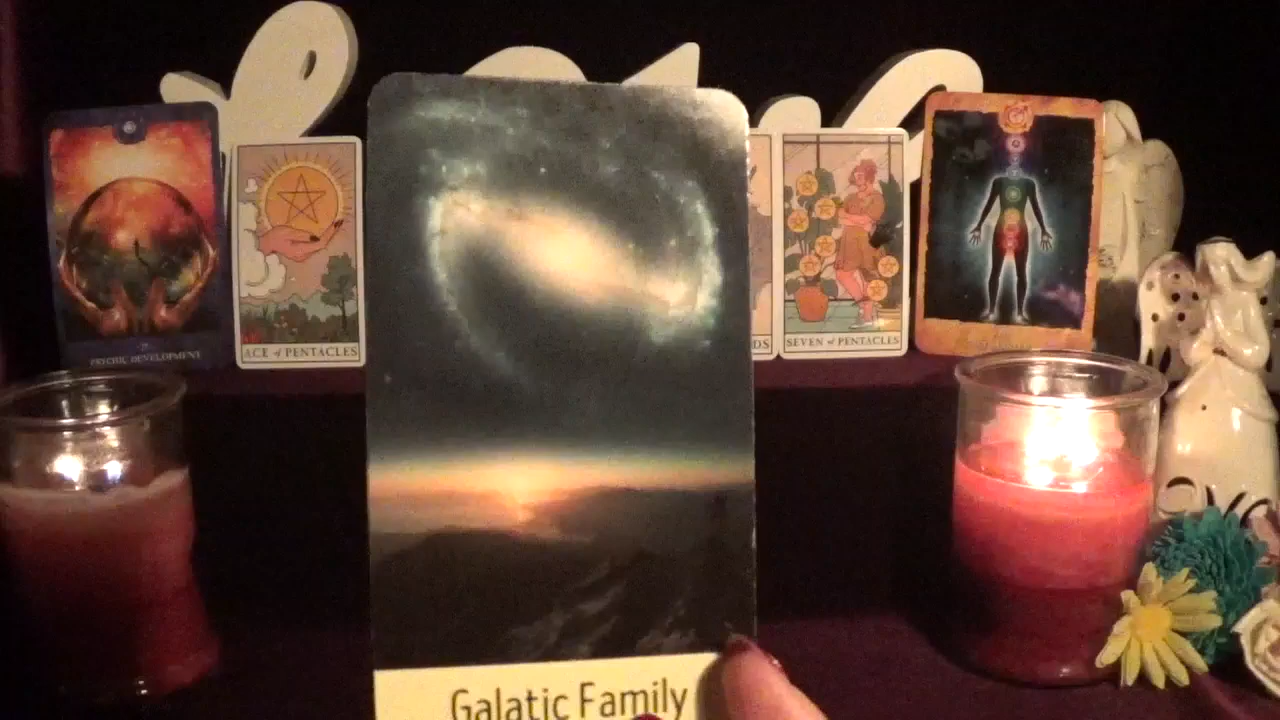 PSYCHIC DEVELOPMENT
ACE of PENTACLES
DS
SEVEN of PENTACLES
Galatic Family